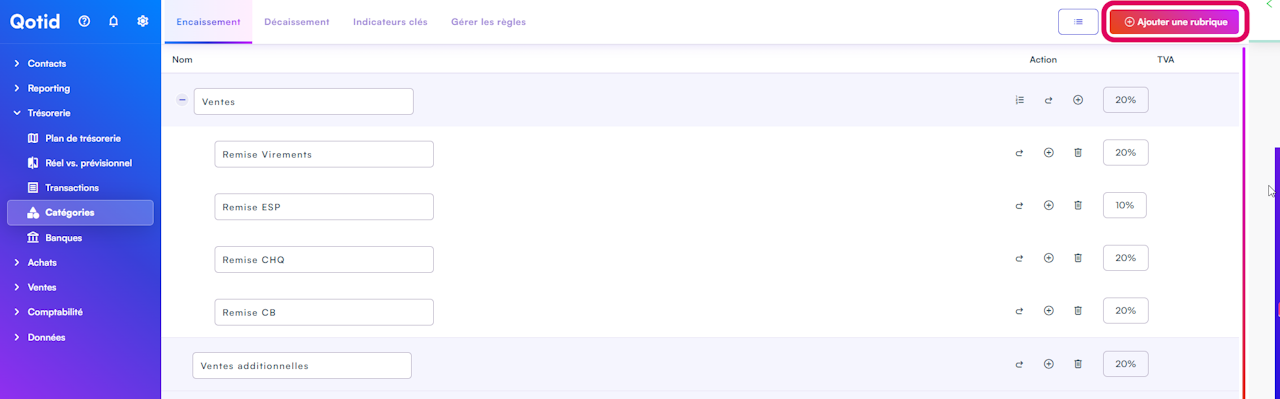 Qotid
Encaissement
Décaissement
Indicateurs clés
Gérer les règles
Ajouter une rubrique
Contacts
Reporting
Trésorerie
Plan de trésorerie
Réel vs. prévisionnel
Transactions
Catégories
Banques
Achats
Ventes
Comptabilité
Données
Nom Action TVA
Ventes 20%
Remise Virements 20%
Remise ESP 10%
Remise CHQ 20%
Remise CB 20%
Ventes additionnelles 20%